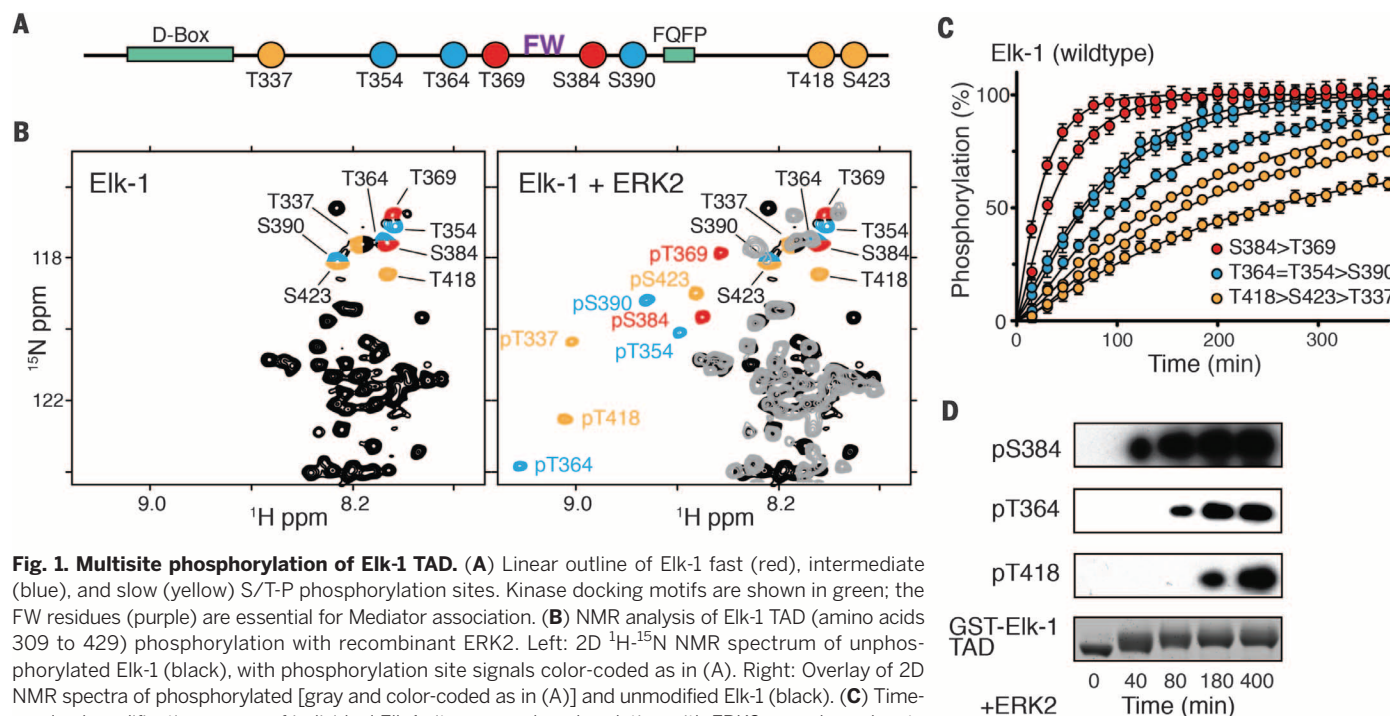 A
D-Box
FW
FQFP
T337
T354
T364
T369
S384
S390
T418
S423
B
Elk-1
T364
T369
T337
S390
T354
S384
T418
S423
118
122
¹⁵N ppm
9.0
8.2
¹H ppm
Elk-1 + ERK2
T364
T369
T337
S390
T354
S384
T418
S423
pT369
pS423
pS390
pS384
pT354
pT337
pT418
pT364
9.0
8.2
¹H ppm
C
Elk-1 (wildtype)
Phosphorylation (%)
100
50
0
S384>T369
T364=T354>S390
T418>S423>T337
0
100
200
300
Time (min)
D
pS384
pT364
pT418
GST-Elk-1
TAD
0 40 80 180 400
+ERK2 (min)
Fig. 1. Multisite phosphorylation of Elk-1 TAD. (A) Linear outline of Elk-1 fast (red), intermediate
(blue), and slow (yellow) S/T-P phosphorylation sites. Kinase docking motifs are shown in green; the
FW residues (purple) are essential for Mediator association. (B) NMR analysis of Elk-1 TAD (amino acids
309 to 429) phosphorylation with recombinant ERK2. Left: 2D ¹H-¹⁵N NMR spectrum of unphos-
phorylated Elk-1 (black), with phosphorylation site signals color-coded as in (A). Right: Overlay of 2D
NMR spectra of phosphorylated [gray and color-coded as in (A)] and unmodified Elk-1 (black). (C) Time-